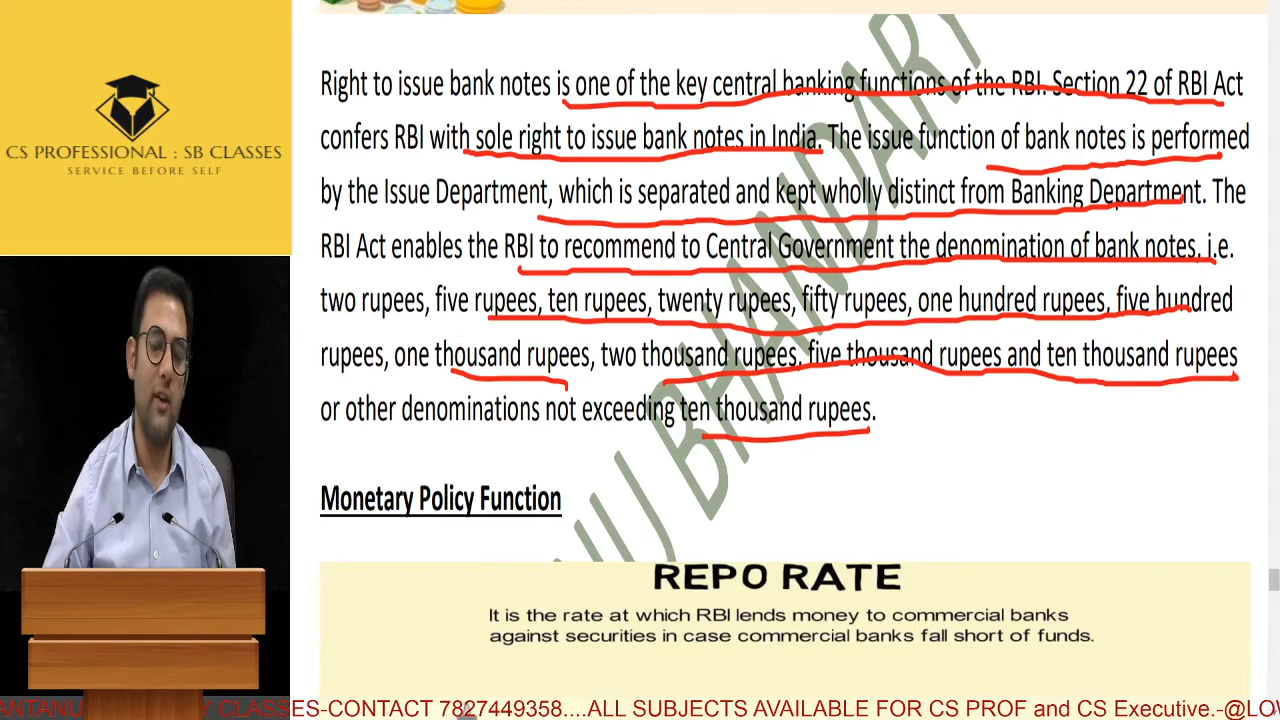 CS PROFESSIONAL : SB CLASSES
SERVICE BEFORE SELF
Right to issue bank notes is one of the key central banking functions of the RBI. Section 22 of RBI Act
confers RBI with sole right to issue bank notes in India. The issue function of bank notes is performed
by the Issue Department, which is separated and kept wholly distinct from Banking Department. The
RBI Act enables the RBI to recommend to Central Government the denomination of bank notes, i.e.
two rupees, five rupees, ten rupees, twenty rupees, fifty rupees, one hundred rupees, five hundred
rupees, one thousand rupees, two thousand rupees, five thousand rupees and ten thousand rupees
or other denominations not exceeding ten thousand rupees.
BHANDARY
Monetary Policy Function
REPO RATE
It is the rate at which RBI lends money to commercial banks
against securities in case commercial banks fall short of funds.
CLASSES-CONTACT 7827449358....ALL SUBJECTS AVAILABLE FOR CS PROF and CS Executive.-@LO